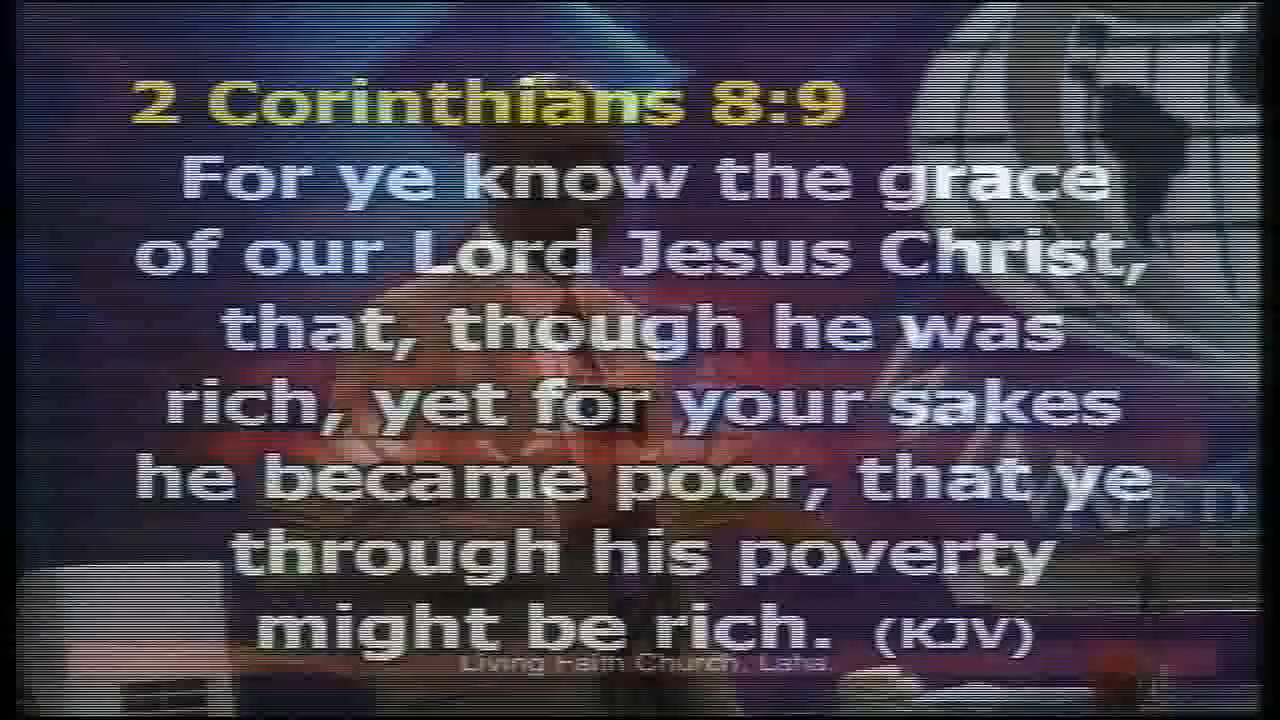 2 Corinthians 8:9
For ye know the grace
of our Lord Jesus Christ,
that, though he was
rich, yet for your sakes
he became poor, that ye
through his poverty
might be rich. (KJV)
Living Faith Church,